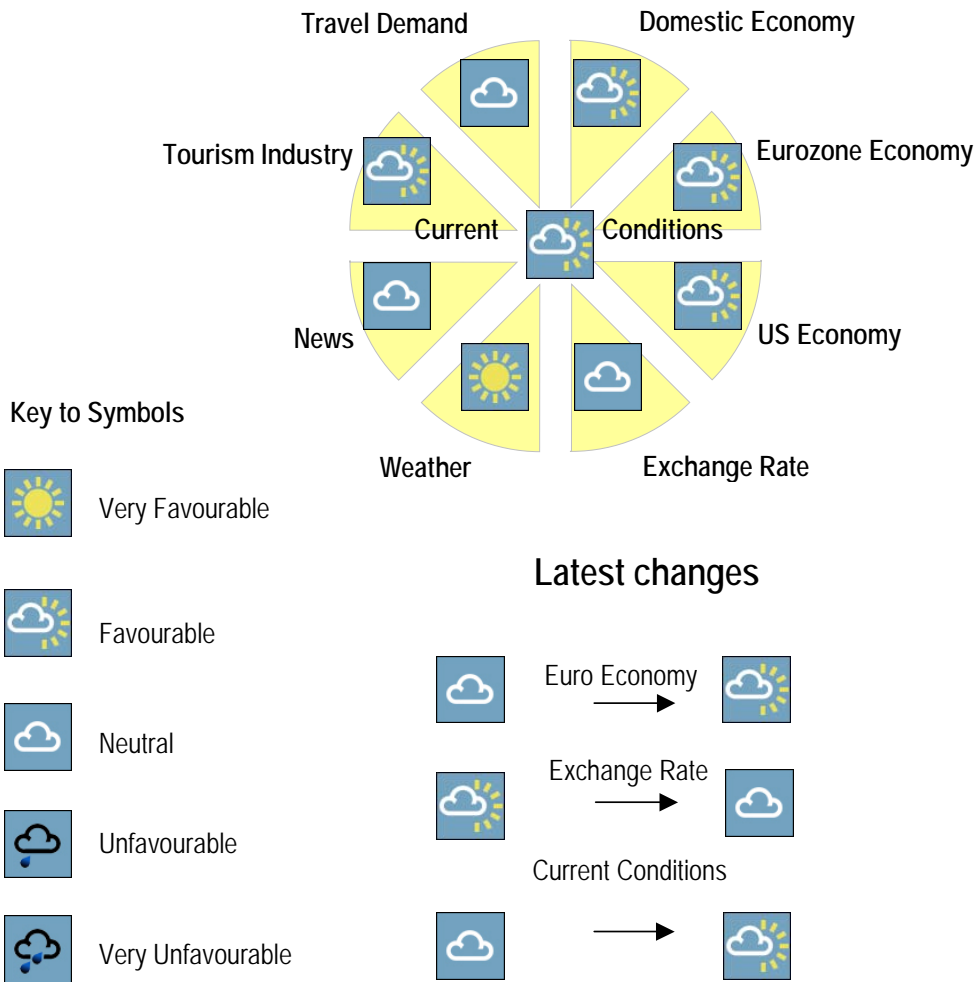 Travel Demand
Domestic Economy
Tourism Industry
Eurozone Economy
Current Conditions
News
US Economy
Weather
Exchange Rate
Key to Symbols
Very Favourable
Favourable
Neutral
Unfavourable
Very Unfavourable
Latest changes
Euro Economy
Exchange Rate
Current Conditions